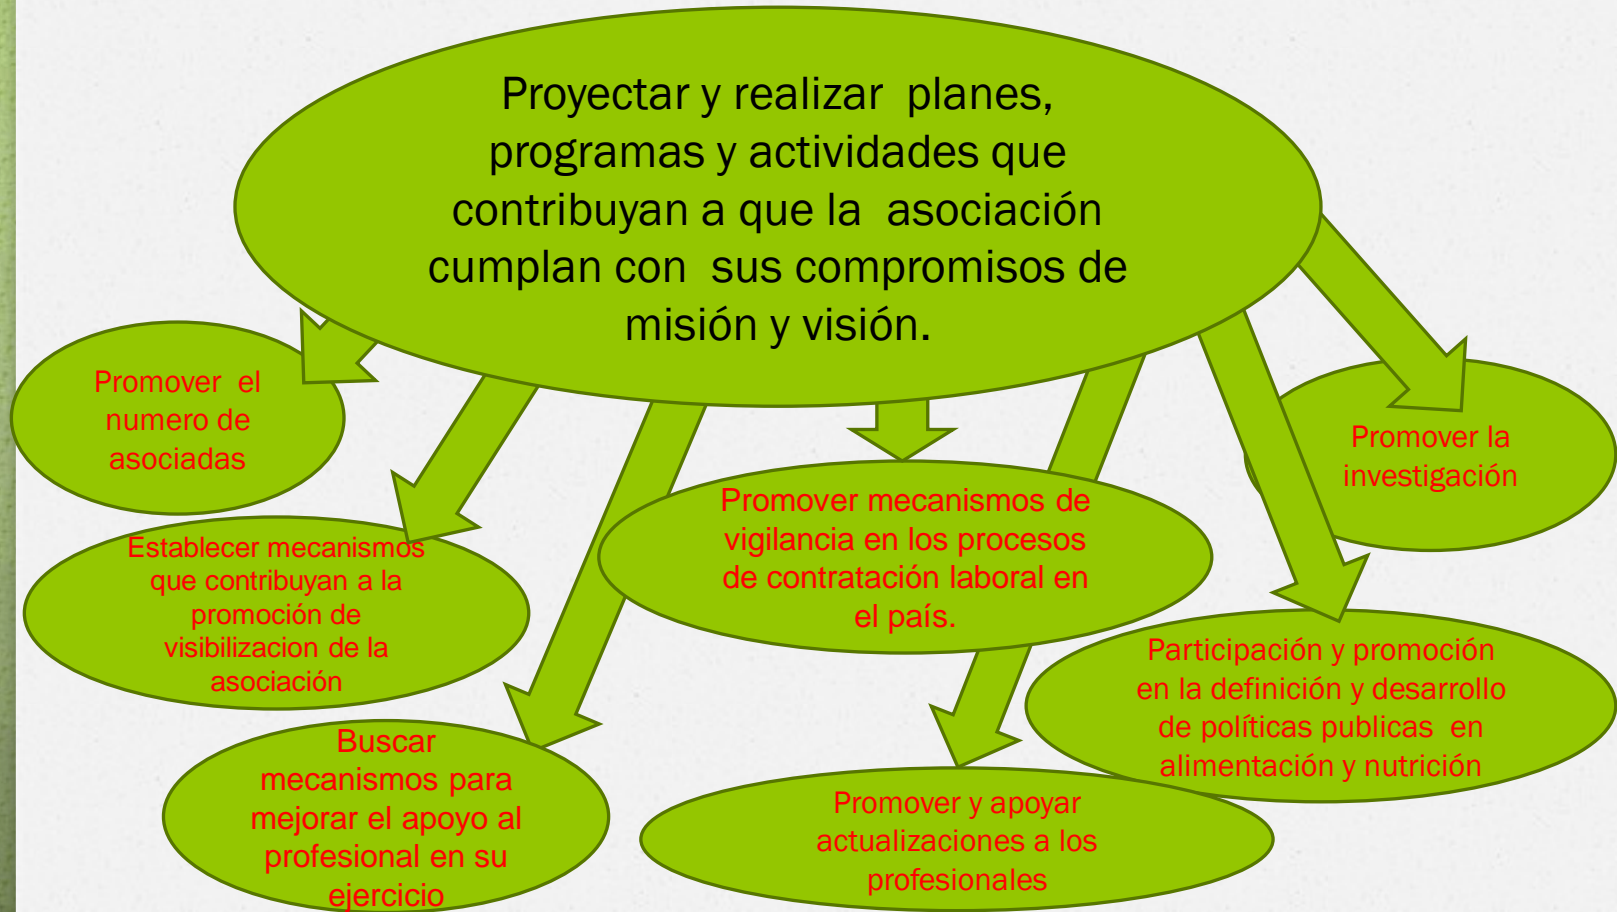 Proyectar y realizar planes,
programas y actividades que
contribuyan a que la asociación
cumplan con sus compromisos de
misión y visión.
Promover el
numero de
asociadas
Establecer mecanismos
que contribuyan a la
promoción de
visibilizacion de la
asociación
Buscar
mecanismos para
mejorar el apoyo al
profesional en su
ejercicio
Promover mecanismos de
vigilancia en los procesos
de contratación laboral en
el país.
Promover y apoyar
actualizaciones a los
profesionales
Participación y promoción
en la definición y desarrollo
de políticas publicas en
alimentación y nutrición
Promover la
investigación